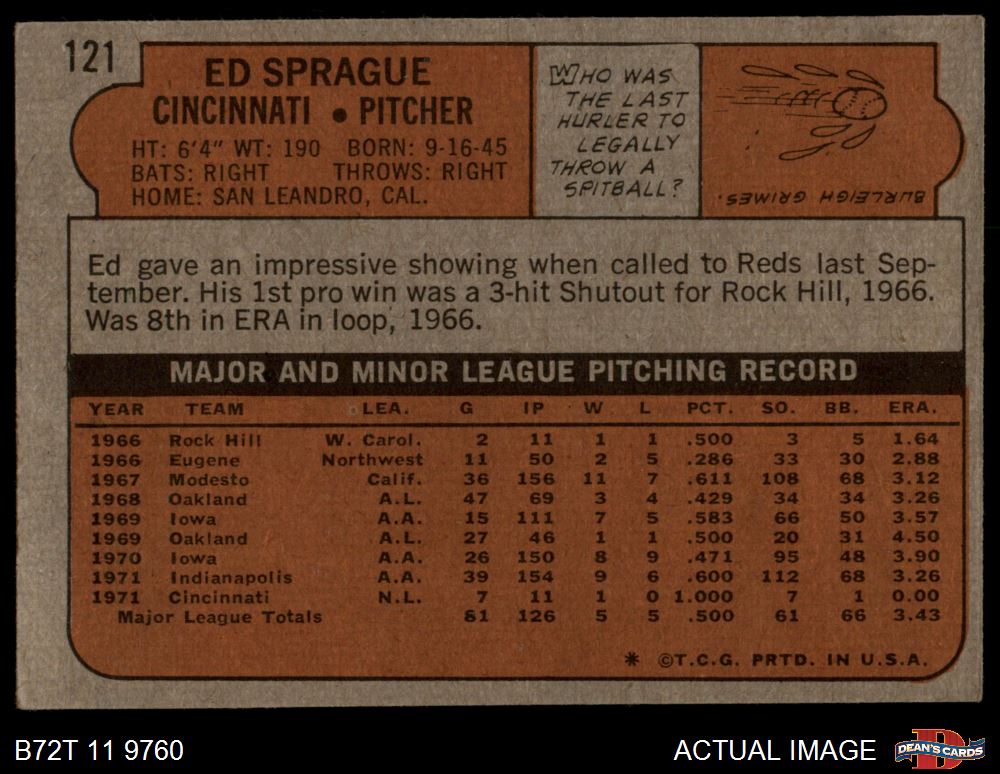 121
ED SPRAGUE
CINCINNATI • PITCHER
HT: 6'4" WT: 190 BORN: 9-16-45
BATS: RIGHT THROWS: RIGHT
HOME: SAN LEANDRO, CAL.
WHO WAS
THE LAST
HURLER TO
LEGALLY
THROW A
SPITBALL?
BURLEIGH GRIMES.
Ed gave an impressive showing when called to Reds last Sep-
tember. His 1st pro win was a 3-hit Shutout for Rock Hill, 1966.
Was 8th in ERA in loop, 1966.
MAJOR AND MINOR LEAGUE PITCHING RECORD
YEAR TEAM LEA. G IP W L PCT. SO. BB. ERA.
1966 Rock Hill W. Carol. 2 11 1 1 .500 3 5 1.64
1966 Eugene Northwest 11 50 2 5 .286 33 30 2.88
1967 Modesto Calif. 36 156 11 7 .611 108 68 3.12
1968 Oakland A.L. 47 69 3 4 .429 34 34 3.26
1969 Iowa A.A. 15 111 7 5 .583 66 50 3.57
1969 Oakland A.L. 27 46 1 1 .500 20 31 4.50
1970 Iowa A.A. 26 150 8 9 .471 95 48 3.90
1971 Indianapolis A.A. 39 154 9 6 .600 112 68 3.26
1971 Cincinnati N.L. 7 11 1 0 1.000 7 1 0.00
Major League Totals 81 126 5 5 .500 61 66 3.43
* ©T.C.G. PRTD. IN U.S.A.
B72T 11 9760
ACTUAL IMAGE
D
DEAN'S CARDS